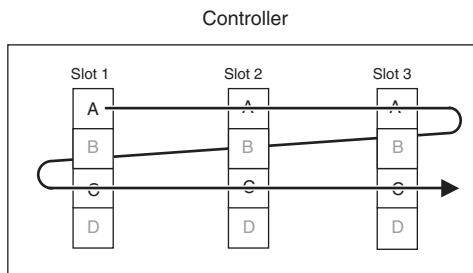 Controller
Slot 1 Slot 2 Slot 3
A A A
B B B
C C C
D D D